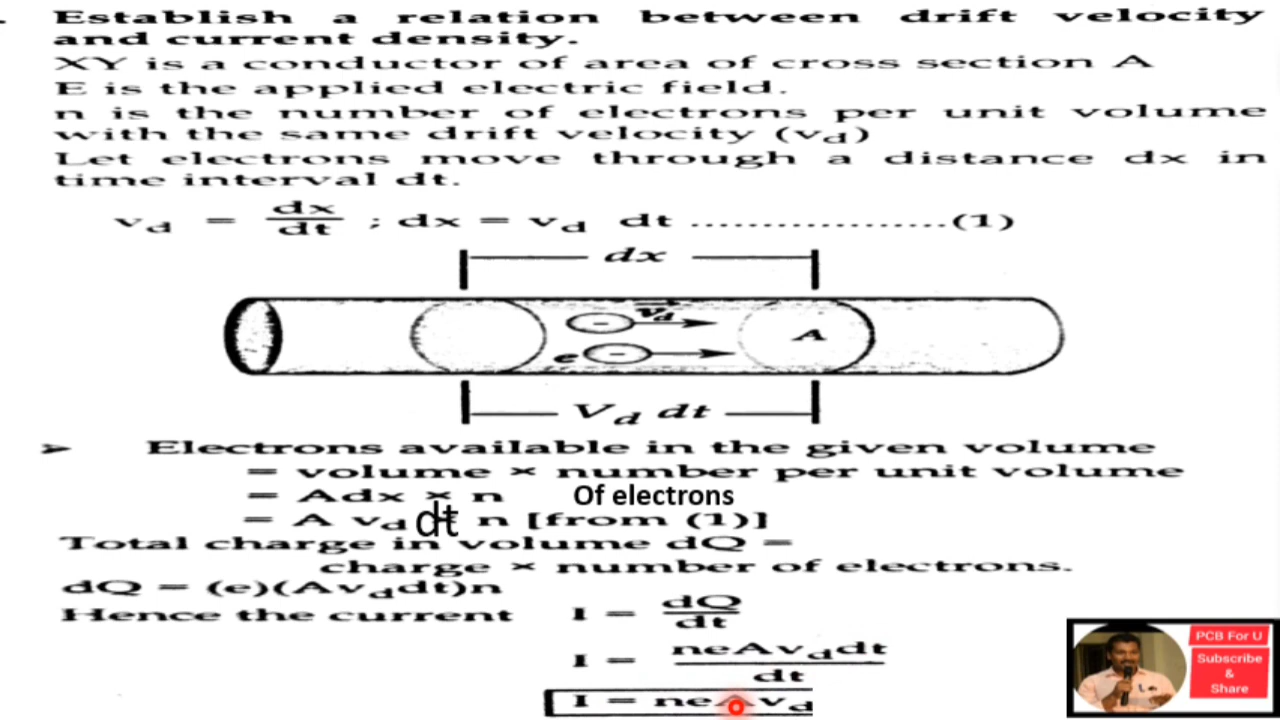 Establish a relation between drift velocity
and current density.
XY is a conductor of area of cross section A
E is the applied electric field.
n is the number of electrons per unit volume
with the same drift velocity (vd)
Let electrons move through a distance dx in
time interval dt.
vd = dx/dt ; dx = vd dt ...................(1)
dx
vd
A
e
Vd dt
➤ Electrons available in the given volume
= volume × number per unit volume
= Adx × n Of electrons
= A vd dt n [from (1)]
Total charge in volume dQ =
charge × number of electrons.
dQ = (e)(Avddt)n
Hence the current I = dQ/dt
I = neAvddt/dt
I = neAvd
PCB For U
Subscribe
&
Share